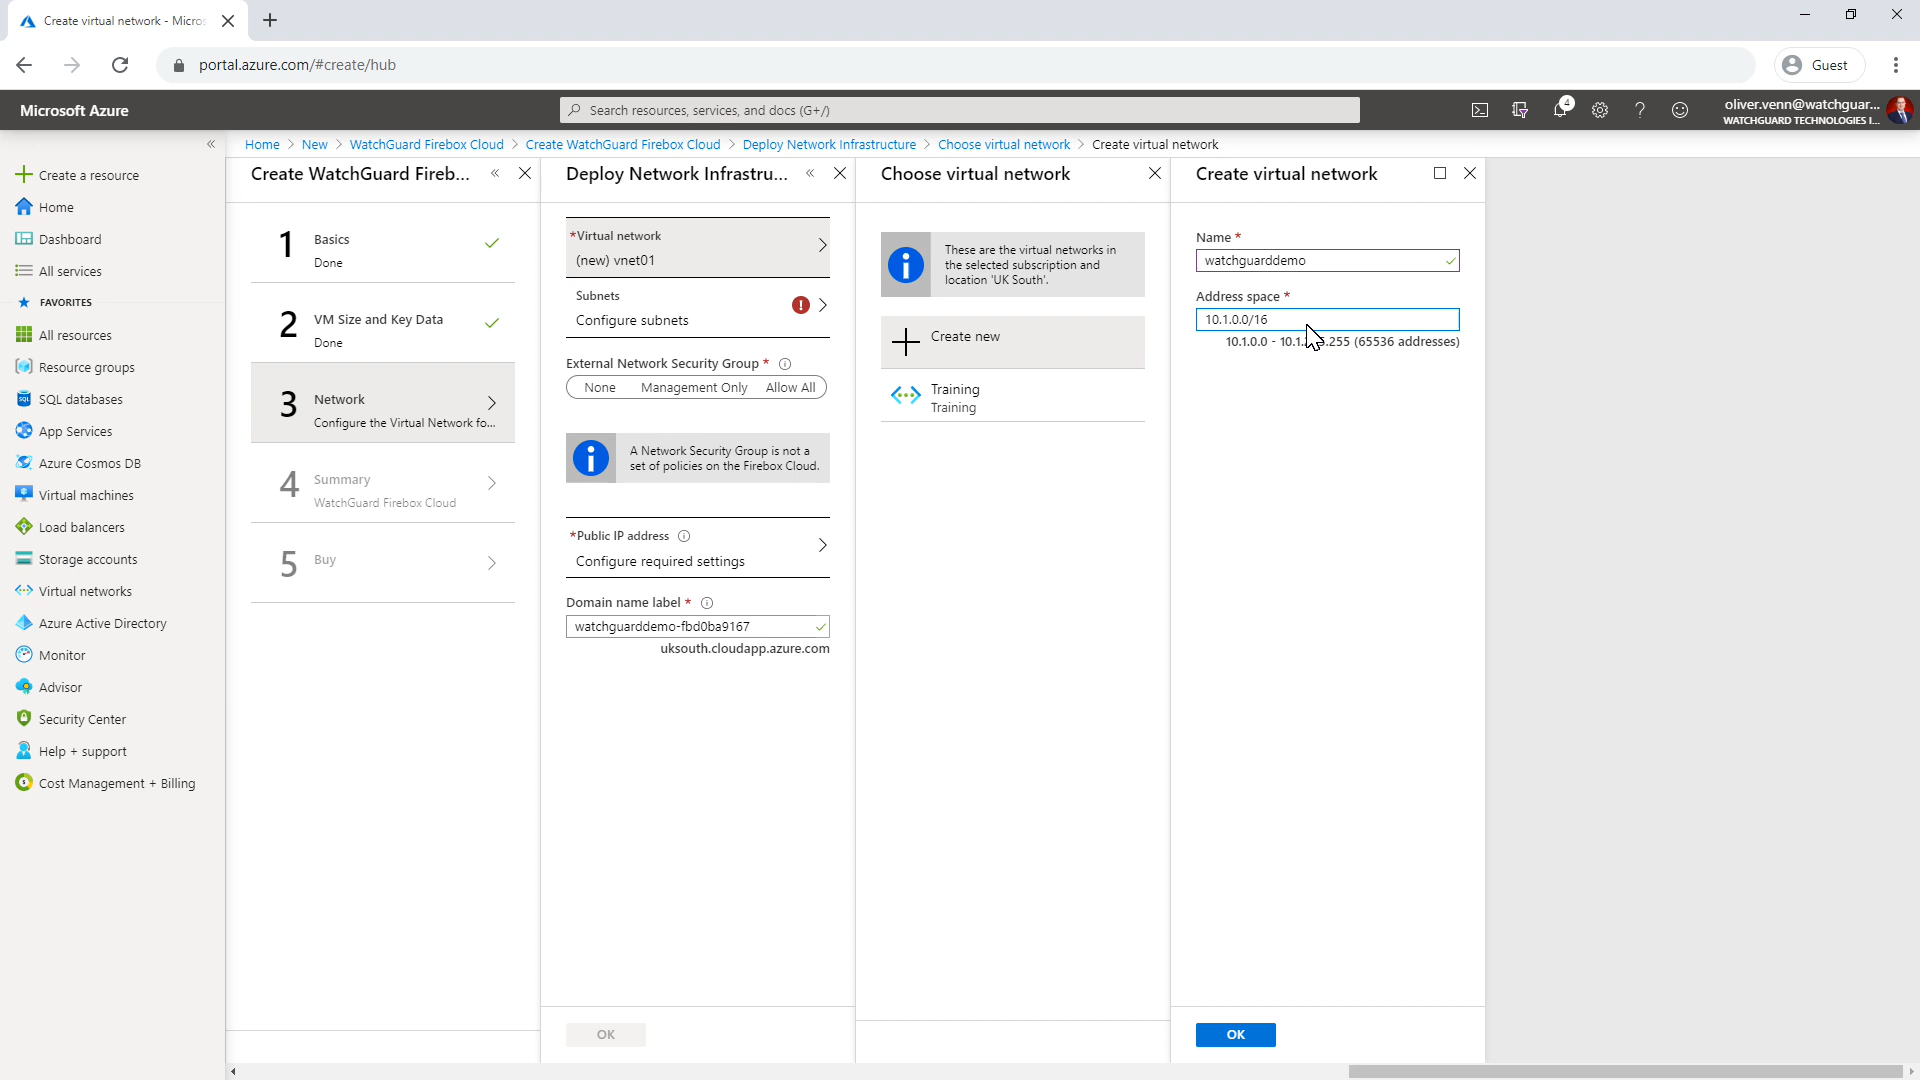 Create virtual network - Micros
portal.azure.com/#create/hub
Guest
Microsoft Azure
Search resources, services, and docs (G+/)
4
oliver.venn@watchguar...
WATCHGUARD TECHNOLOGIES I...
Home > New > WatchGuard Firebox Cloud > Create WatchGuard Firebox Cloud > Deploy Network Infrastructure > Choose virtual network > Create virtual network
Create a resource
Home
Dashboard
All services
FAVORITES
All resources
Resource groups
SQL databases
App Services
Azure Cosmos DB
Virtual machines
Load balancers
Storage accounts
Virtual networks
Azure Active Directory
Monitor
Advisor
Security Center
Help + support
Cost Management + Billing
Create WatchGuard Fireb...
1 Basics
Done
2 VM Size and Key Data
Done
3 Network
Configure the Virtual Network fo...
4 Summary
WatchGuard Firebox Cloud
5 Buy
Deploy Network Infrastru...
*Virtual network
(new) vnet01
Subnets
Configure subnets
External Network Security Group *
None Management Only Allow All
A Network Security Group is not a
set of policies on the Firebox Cloud.
*Public IP address
Configure required settings
Domain name label *
watchguarddemo-fbd0ba9167
uksouth.cloudapp.azure.com
OK
Choose virtual network
These are the virtual networks in
the selected subscription and
location 'UK South'.
Create new
Training
Training
Create virtual network
Name *
watchguarddemo
Address space *
10.1.0.0/16
10.1.0.0 - .255 (65536 addresses)
OK